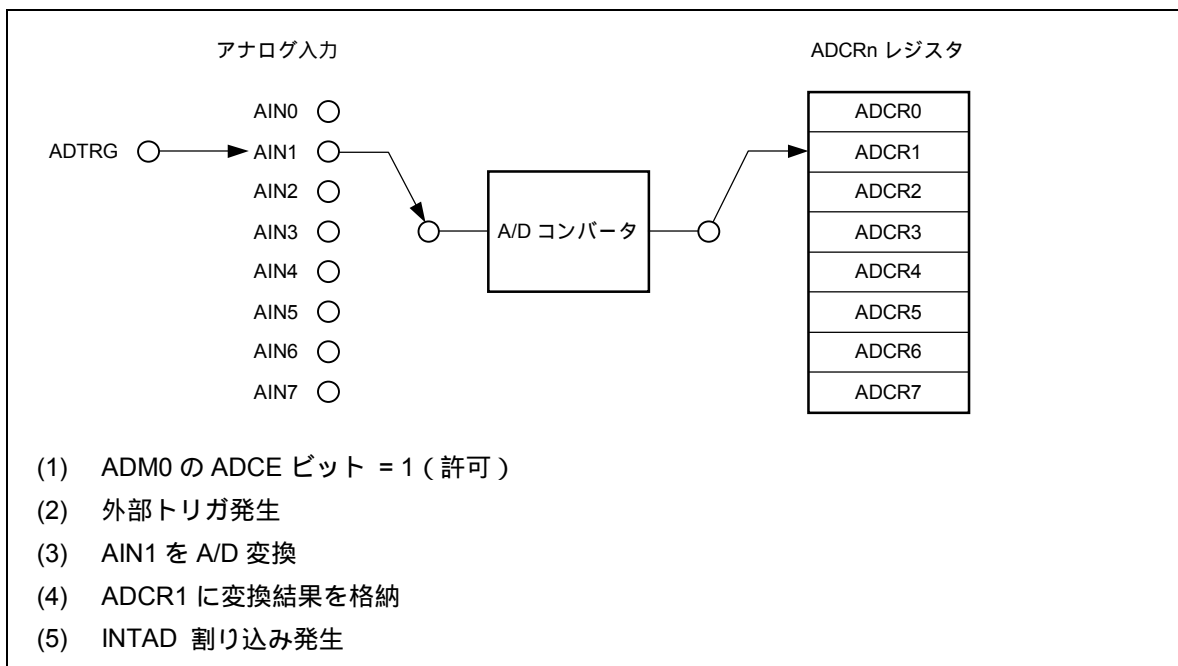 アナログ入力
ADCRn レジスタ
AIN0
ADCR0
ADTRG
AIN1
ADCR1
AIN2
ADCR2
AIN3
A/D コンバータ
ADCR3
AIN4
ADCR4
AIN5
ADCR5
AIN6
ADCR6
AIN7
ADCR7
(1) ADM0 の ADCE ビット = 1 ( 許可 )
(2) 外部トリガ発生
(3) AIN1 を A/D 変換
(4) ADCR1 に変換結果を格納
(5) INTAD 割り込み発生